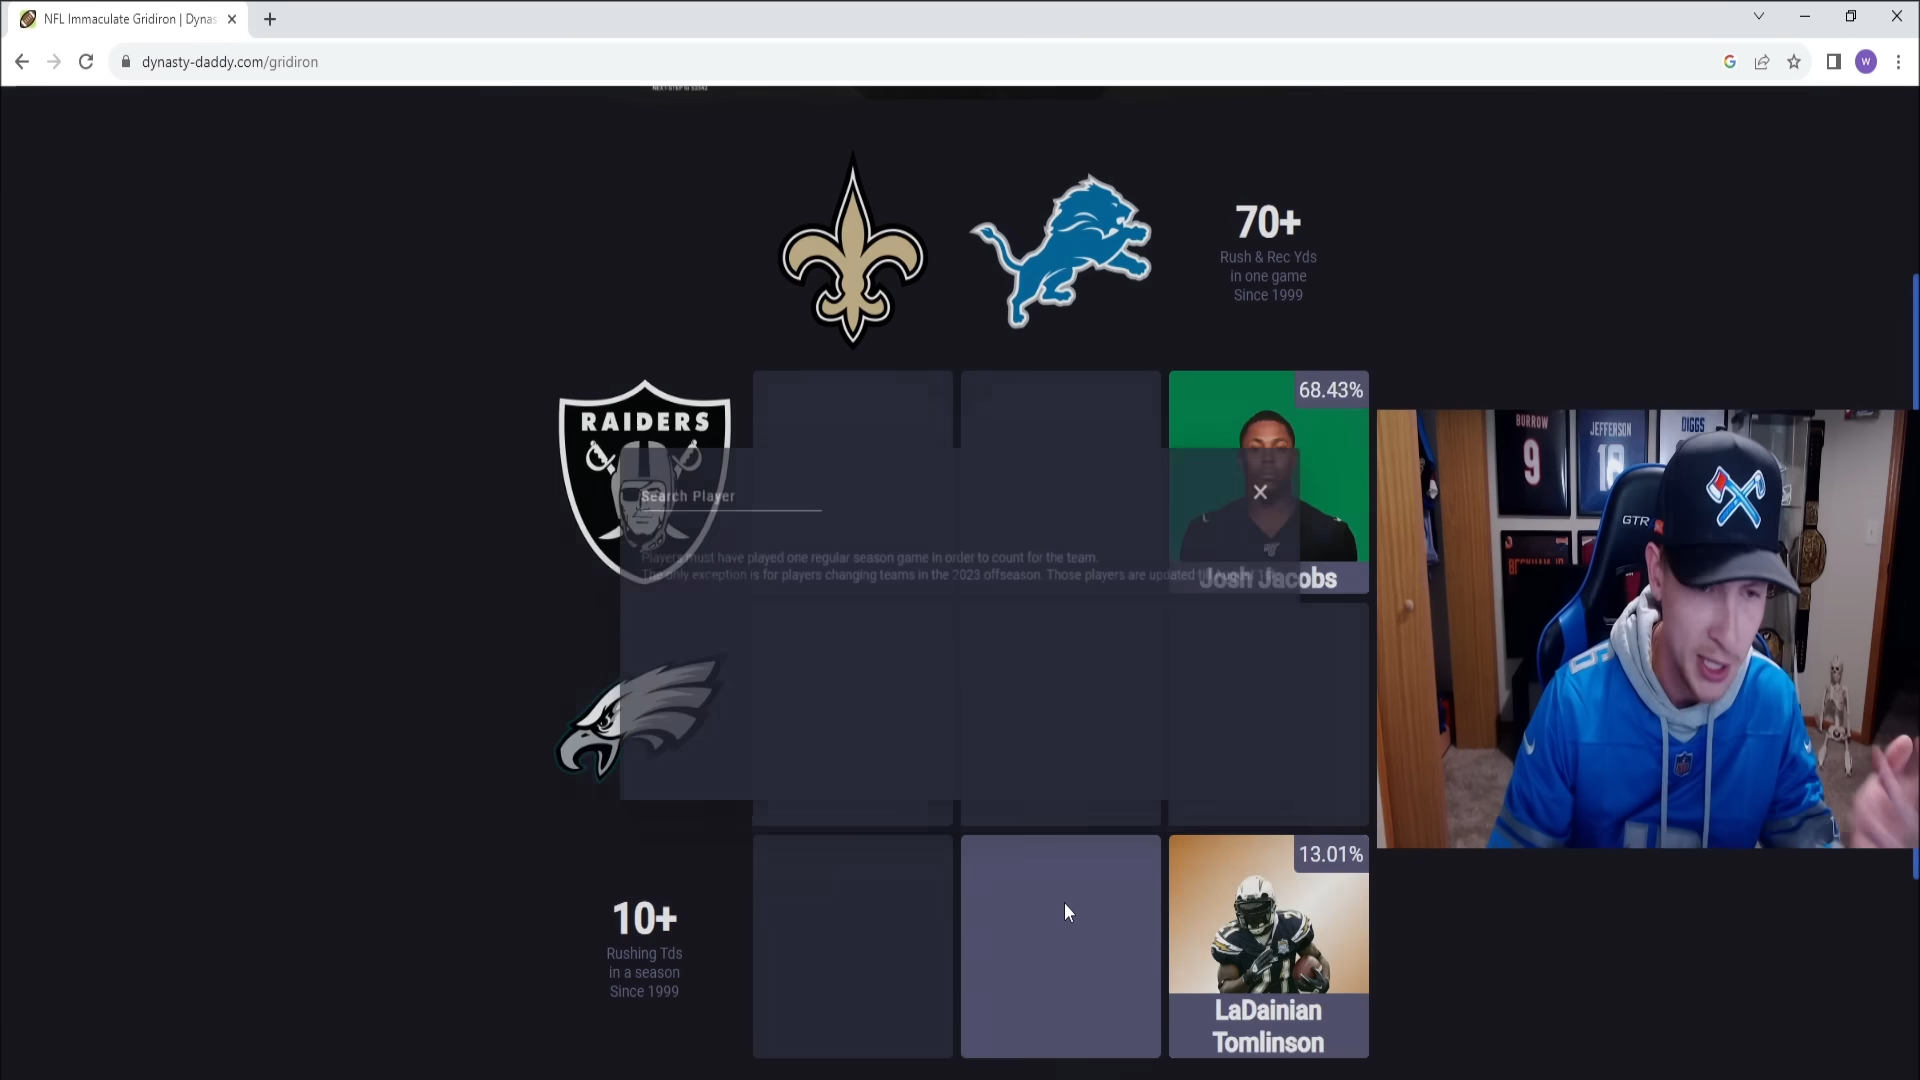 NFL Immaculate Gridiron | Dynas
dynasty-daddy.com/gridiron
W
70+
Rush & Rec Yds
in one game
Since 1999
RAIDERS
68.43%
Search Player
Players must have played one regular season game in order to count for the team.
The only exception is for players changing teams in the 2023 offseason. Those players are updated
Josh Jacobs
BURROW
9
JEFFERSON
18
DIGGS
GTR
BECKHAM JR
NFL
10+
Rushing Tds
in a season
Since 1999
13.01%
LaDainian
Tomlinson